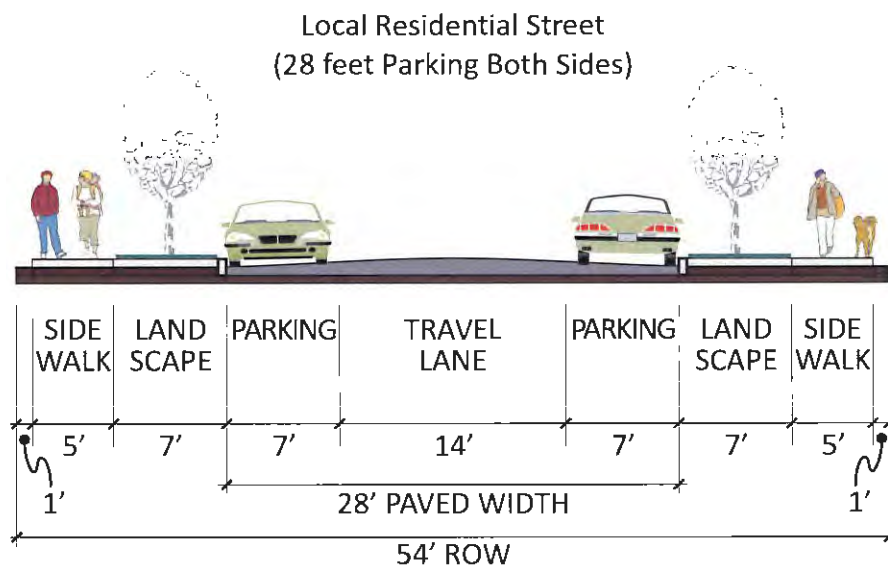 Local Residential Street
(28 feet Parking Both Sides)
SIDE WALK
LAND SCAPE
PARKING
TRAVEL LANE
PARKING
LAND SCAPE
SIDE WALK
5’ 7’ 7’ 14’ 7’ 7’ 5’
1’ 1’
28’ PAVED WIDTH
54’ ROW